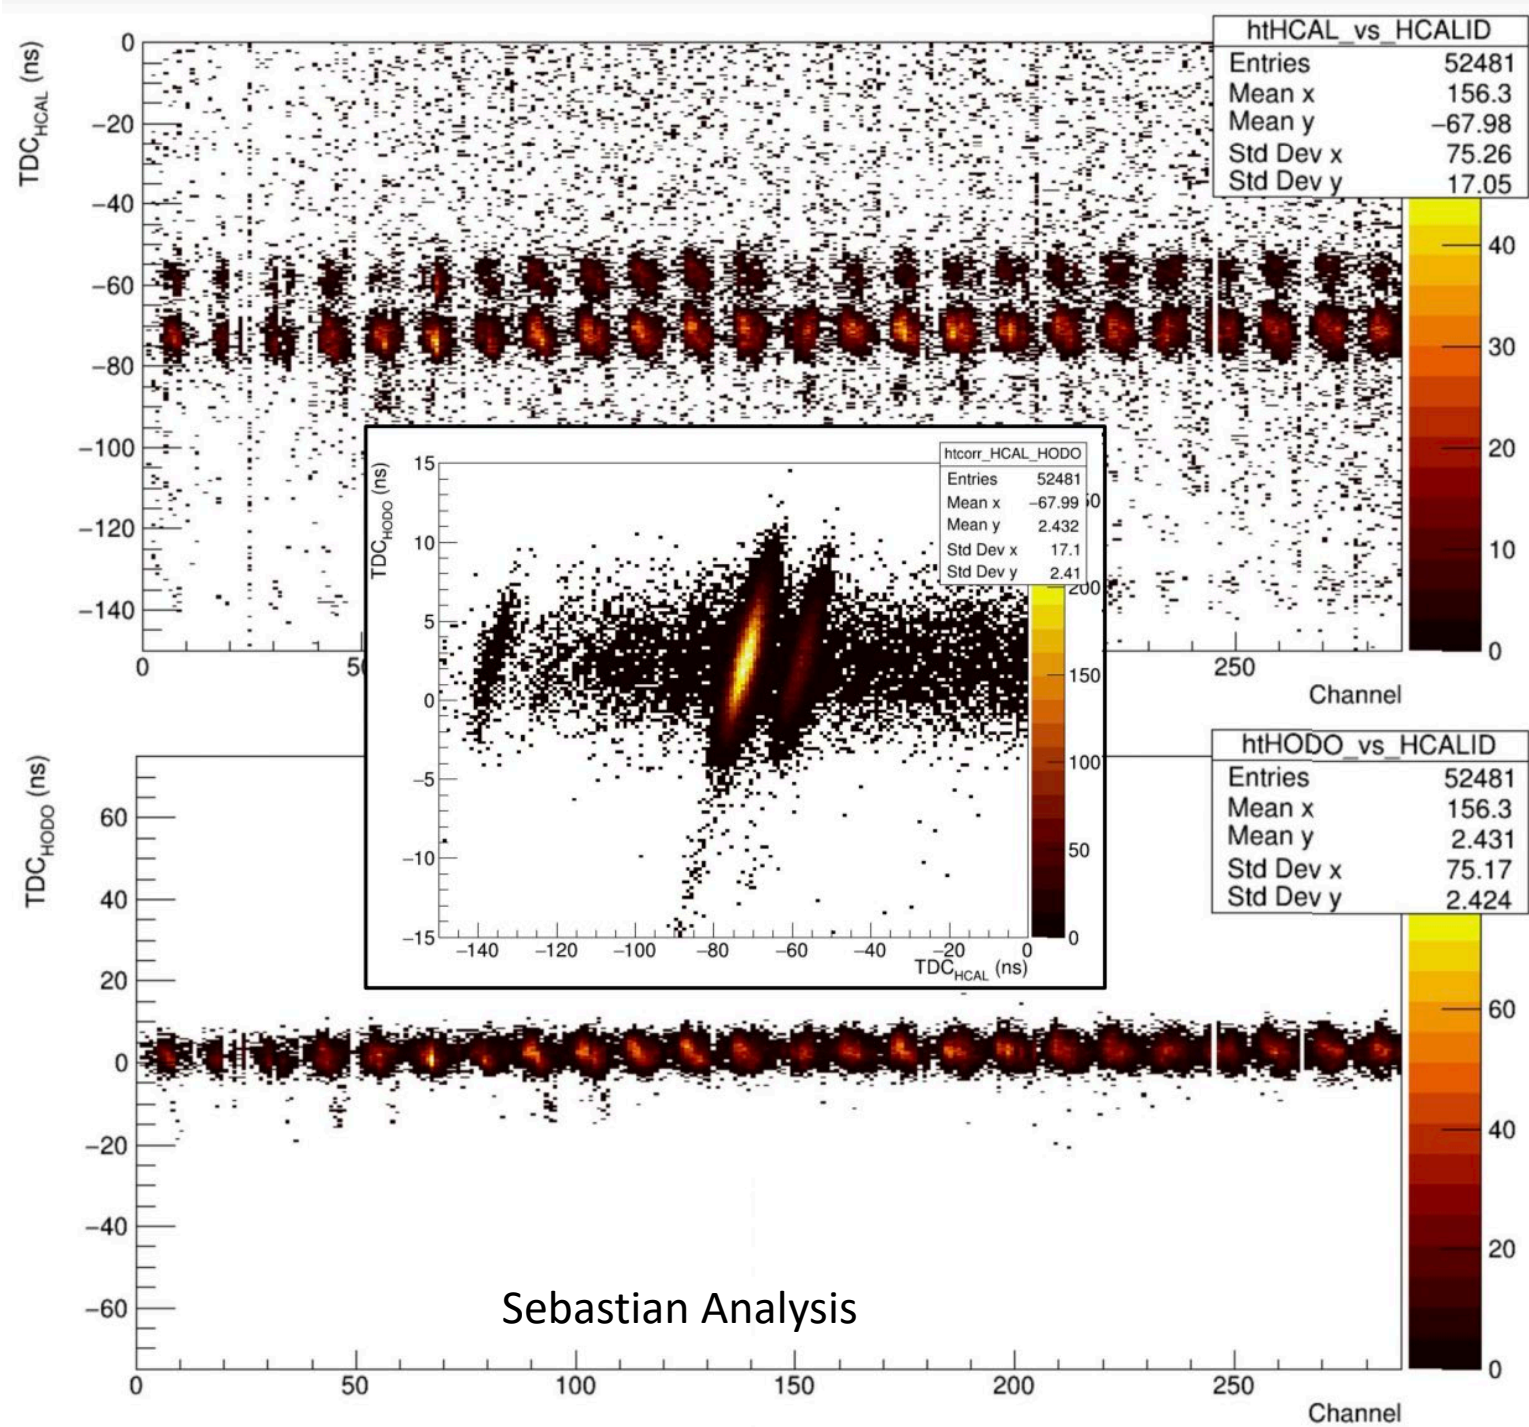 htHCAL_vs_HCALID
Entries 52481
Mean x 156.3
Mean y −67.98
Std Dev x 75.26
Std Dev y 17.05
TDC_HCAL (ns)
0
−20
−40
−60
−80
−100
−120
−140
40
30
20
10
0
0
50
250
Channel
htcorr_HCAL_HODO
Entries 52481
Mean x −67.99
Mean y 2.432
Std Dev x 17.1
Std Dev y 2.41
TDC_HODO (ns)
15
10
5
0
−5
−10
−15
200
150
100
50
0
−140 −120 −100 −80 −60 −40 −20 0
TDC_HCAL (ns)
htHODO_vs_HCALID
Entries 52481
Mean x 156.3
Mean y 2.431
Std Dev x 75.17
Std Dev y 2.424
TDC_HODO (ns)
60
40
20
0
−20
−40
−60
60
40
20
0
Sebastian Analysis
0 50 100 150 200 250
Channel